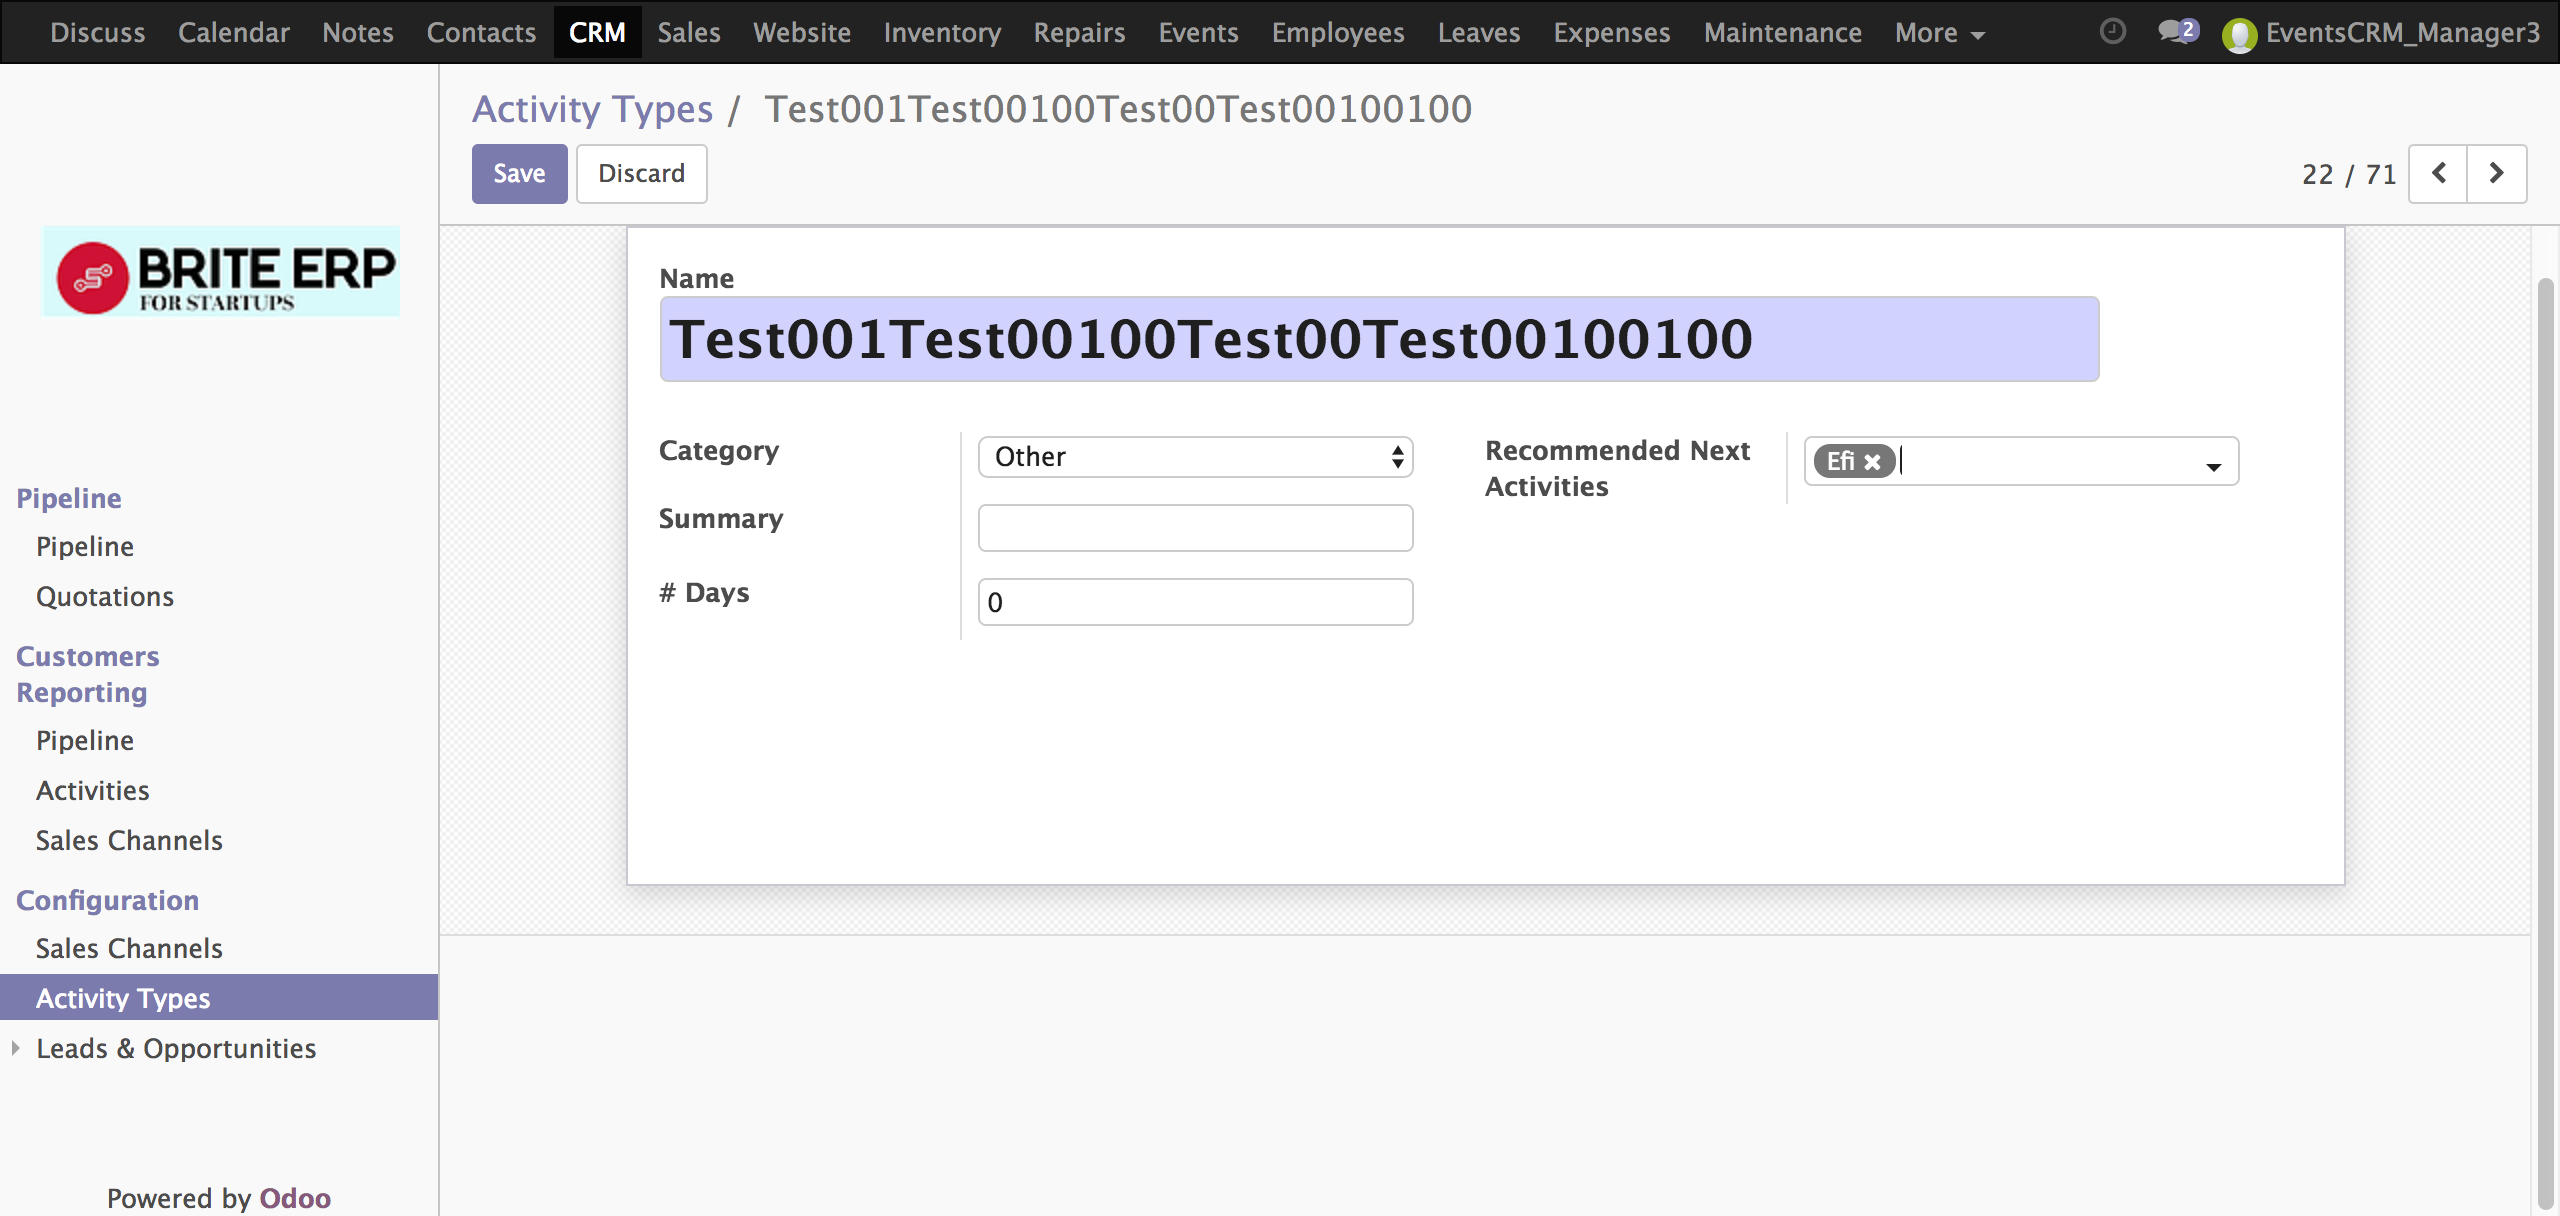 Discuss Calendar Notes Contacts CRM Sales Website Inventory Repairs Events Employees Leaves Expenses Maintenance More 2 EventsCRM_Manager3
Activity Types / Test001Test00100Test00Test00100100
Save Discard 22 / 71
BRITE ERP
FOR STARTUPS
Pipeline
Pipeline
Quotations
Customers
Reporting
Pipeline
Activities
Sales Channels
Configuration
Sales Channels
Activity Types
Leads & Opportunities
Powered by Odoo
Name
Test001Test00100Test00Test00100100
Category Other
Summary
# Days 0
Recommended Next
Activities
Efi